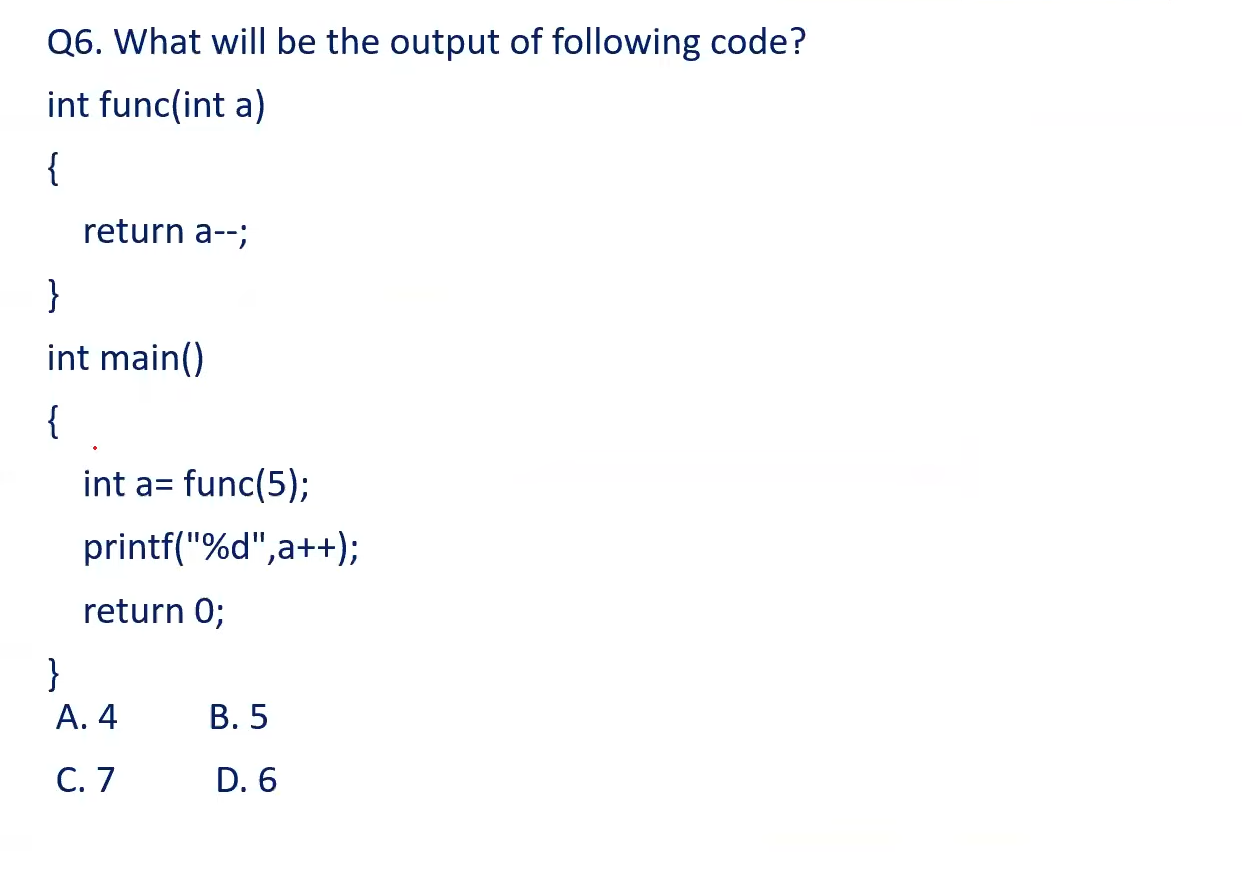 Q6. What will be the output of following code?
int func(int a)
{
return a--;
}
int main()
{
int a= func(5);
printf("%d",a++);
return 0;
}
A. 4 B. 5
C. 7 D. 6